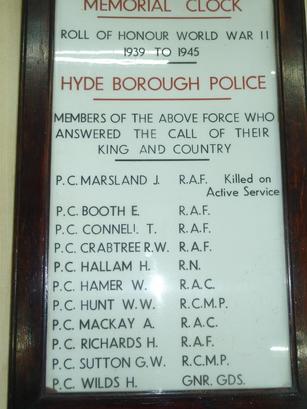 MEMORIAL CLOCK
ROLL OF HONOUR WORLD WAR II
1939 TO 1945
HYDE BOROUGH POLICE
MEMBERS OF THE ABOVE FORCE WHO
ANSWERED THE CALL OF THEIR
KING AND COUNTRY
P.C. MARSLAND J. R.A.F. Killed on
Active Service
P.C. BOOTH E. R.A.F.
P.C. CONNELL T. R.A.F.
P.C. CRABTREE R.W. R.A.F.
P.C. HALLAM H. R.N.
P.C. HAMER W. R.A.C.
P.C. HUNT W.W. R.C.M.P.
P.C. MACKAY A. R.A.C.
P.C. RICHARDS H. R.A.F.
P.C. SUTTON G.W. R.C.M.P.
P.C. WILDS H. GNR. GDS.